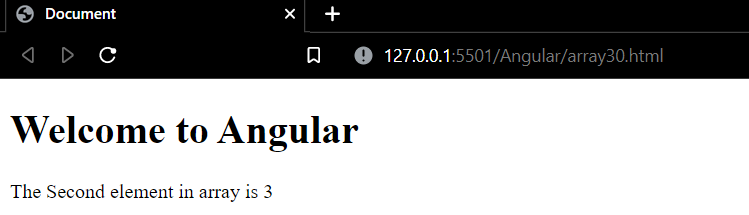 Document
127.0.0.1:5501/Angular/array30.html
Welcome to Angular
The Second element in array is 3